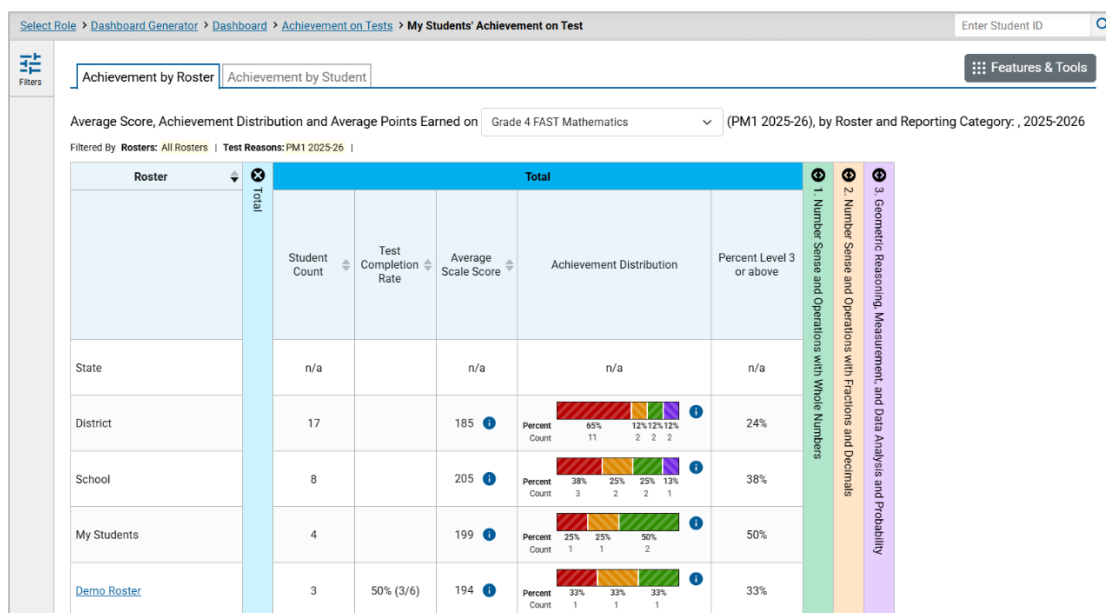 Select Role > Dashboard Generator > Dashboard > Achievement on Tests > My Students' Achievement on Test
Enter Student ID
Filters
Achievement by Roster
Achievement by Student
Features & Tools
Average Score, Achievement Distribution and Average Points Earned on Grade 4 FAST Mathematics (PM1 2025-26), by Roster and Reporting Category: , 2025-2026
Filtered By Rosters: All Rosters | Test Reasons: PM1 2025-26 |
Roster
Total
Total
Student Count
Test Completion Rate
Average Scale Score
Achievement Distribution
Percent Level 3 or above
1. Number Sense and Operations with Whole Numbers
2. Number Sense and Operations with Fractions and Decimals
3. Geometric Reasoning, Measurement, and Data Analysis and Probability
State n/a n/a n/a n/a
District 17 185 24%
Percent 65% 12% 12% 12%
Count 11 2 2 2
School 8 205 38%
Percent 38% 25% 25% 13%
Count 3 2 2 1
My Students 4 199 50%
Percent 25% 25% 50%
Count 1 1 2
Demo Roster 3 50% (3/6) 194 33%
Percent 33% 33% 33%
Count 1 1 1